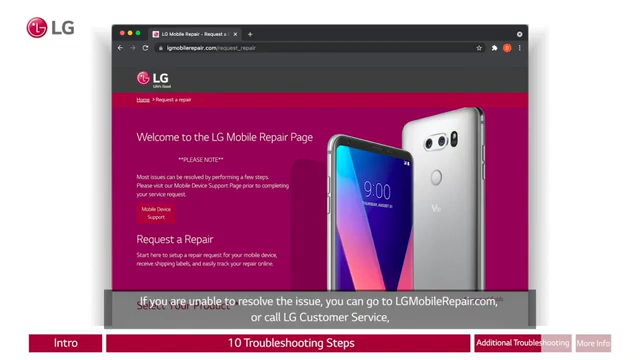 LG
LG Mobile Repair - Request a
lgmobilerepair.com/request_repair
LG
Life's Good
Home > Request a repair
Welcome to the LG Mobile Repair Page
**PLEASE NOTE**
Most issues can be resolved by performing a few steps.
Please visit our Mobile Device Support Page prior to completing
your service request.
Mobile Device
Support
Request a Repair
Start here to setup a repair request for your mobile device,
receive shipping labels, and easily track your repair online.
9:00
Select Your Product
If you are unable to resolve the issue, you can go to LGMobileRepair.com,
or call LG Customer Service,
Intro
10 Troubleshooting Steps
Additional Troubleshooting
More Info